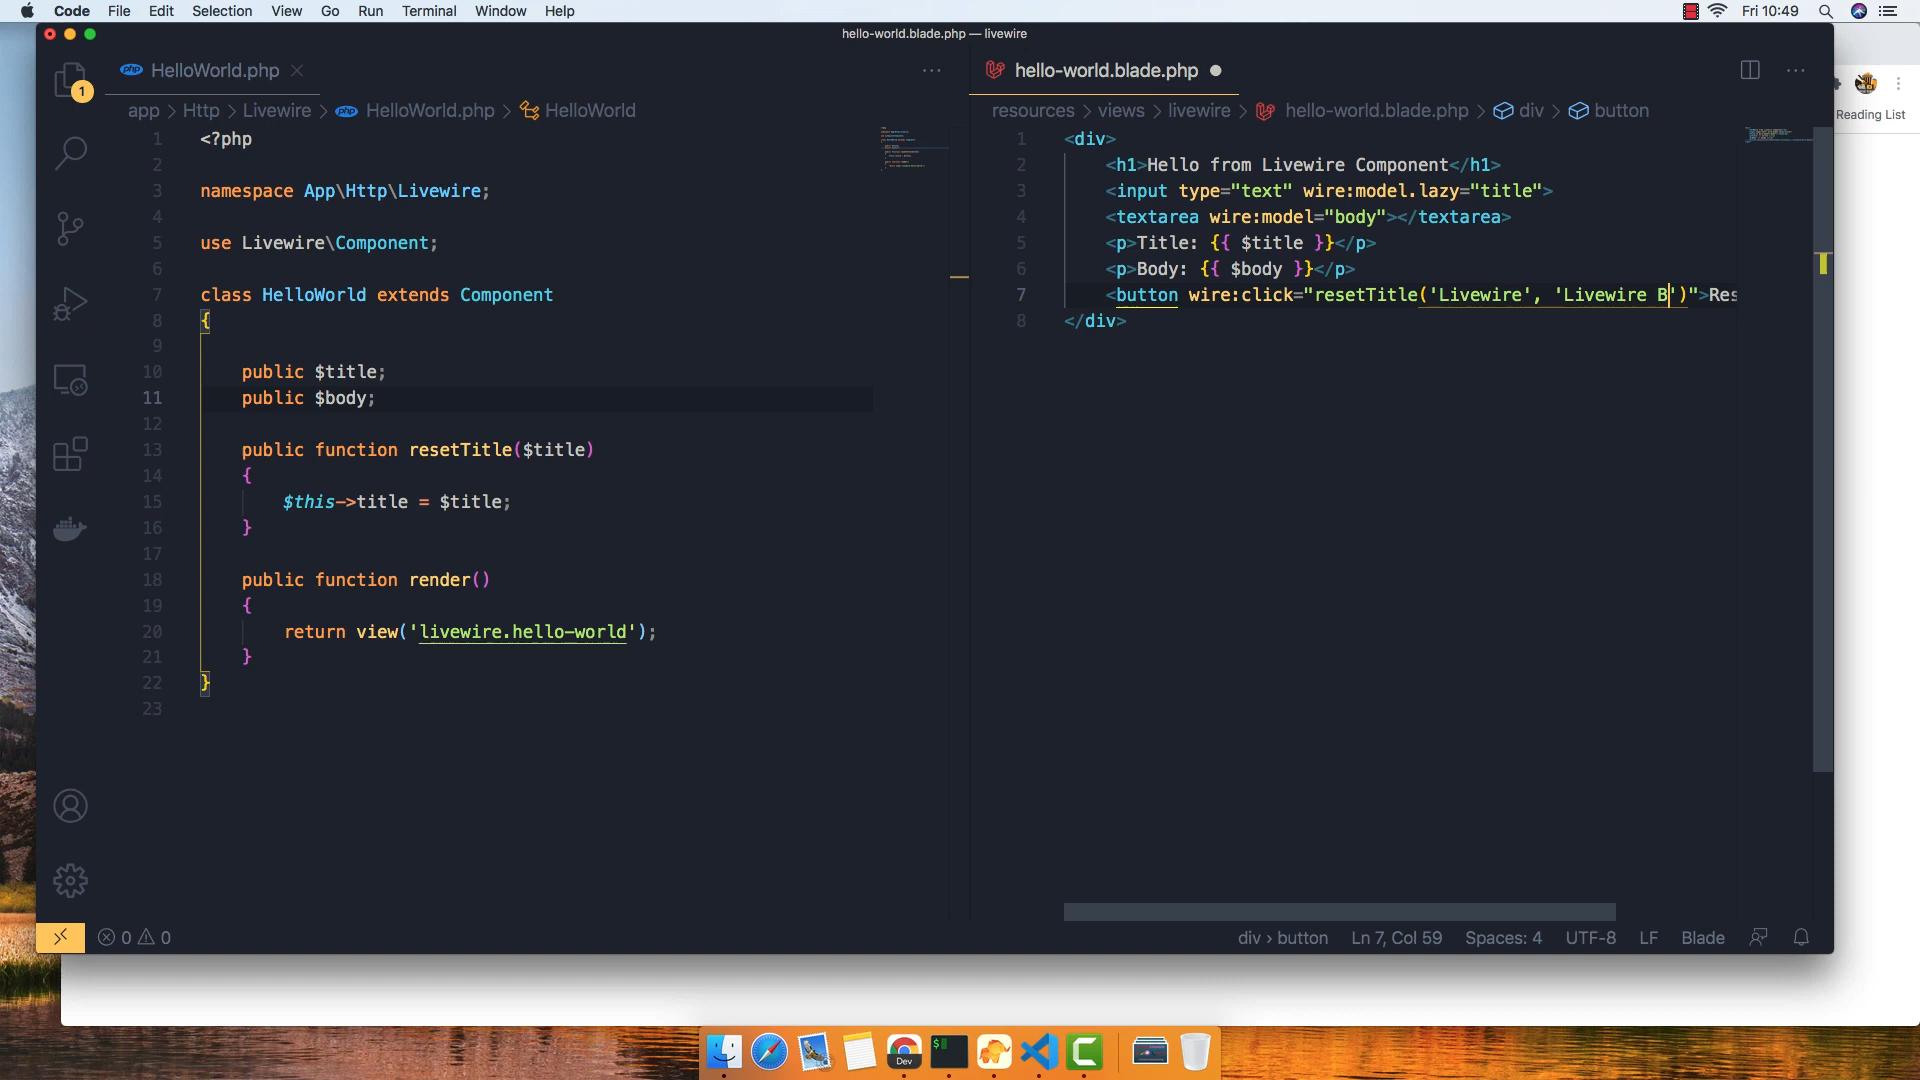 Code File Edit Selection View Go Run Terminal Window Help Fri 10:49
hello-world.blade.php — livewire
HelloWorld.php
hello-world.blade.php
1
app > Http > Livewire > HelloWorld.php > HelloWorld
resources > views > livewire > hello-world.blade.php > div > button
Reading List
1 <?php
2
3 namespace App\Http\Livewire;
4
5 use Livewire\Component;
6
7 class HelloWorld extends Component
8 {
9
10 public $title;
11 public $body;
12
13 public function resetTitle($title)
14 {
15 $this->title = $title;
16 }
17
18 public function render()
19 {
20 return view('livewire.hello-world');
21 }
22 }
23
1 <div>
2 <h1>Hello from Livewire Component</h1>
3 <input type="text" wire:model.lazy="title">
4 <textarea wire:model="body"></textarea>
5 <p>Title: {{ $title }}</p>
6 <p>Body: {{ $body }}</p>
7 <button wire:click="resetTitle('Livewire', 'Livewire B')">Res
8 </div>
0 0
div > button Ln 7, Col 59 Spaces: 4 UTF-8 LF Blade
Dev
$